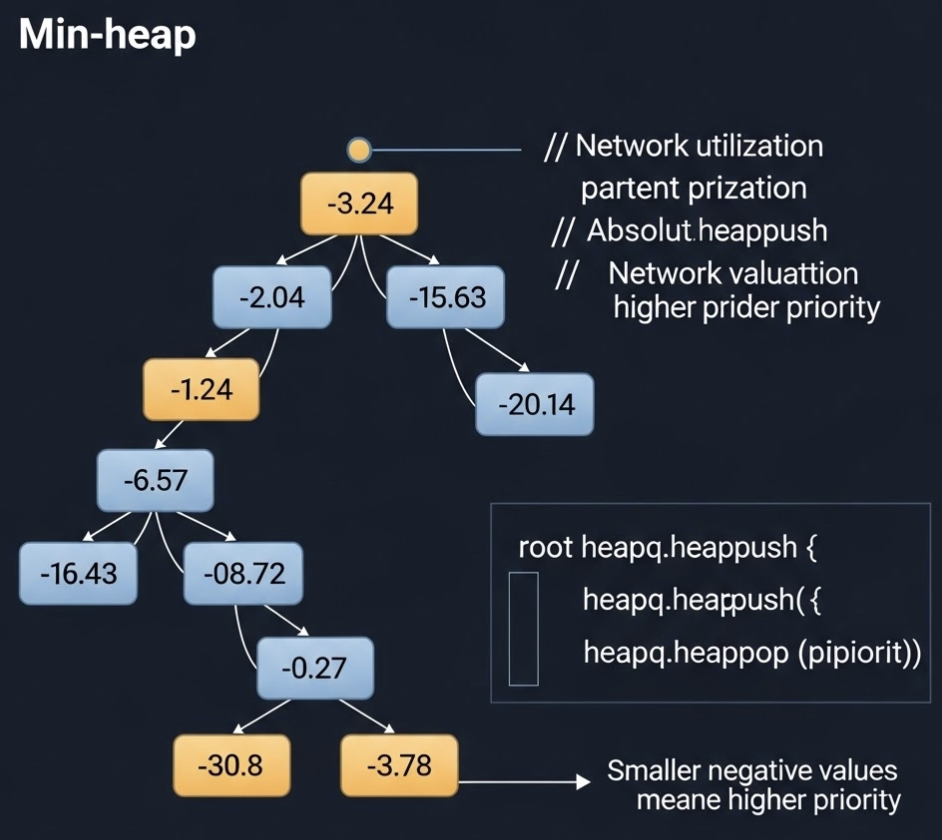 Min-heap
// Network utilization
partent prization
-3.24
// Absolut.heappush
// Network valuattion
higher prider priority
-2.04
-15.63
-1.24
-20.14
-6.57
-16.43
-08.72
root heapq.heappush {
heapq.heappush( {
heapq.heappop (pipiorit))
-0.27
-30.8
-3.78
Smaller negative values
meane higher priority